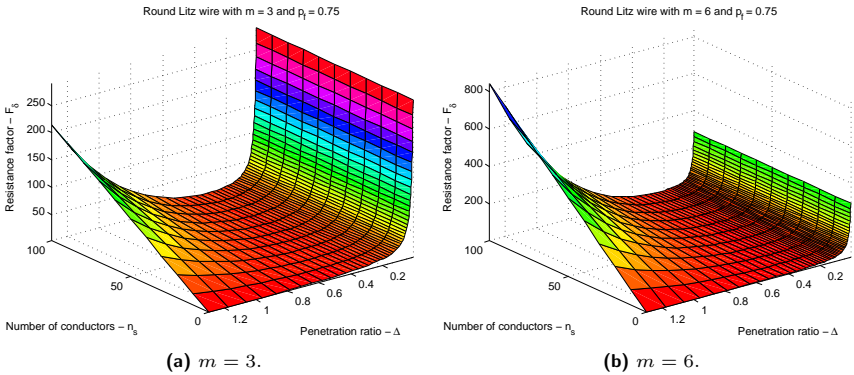 Round Litz wire with m = 3 and p_f = 0.75
Resistance factor – F_δ
250
200
150
100
50
100
50
0
Number of conductors – n_s
1.2
1
0.8
0.6
0.4
0.2
Penetration ratio – Δ
(a) m = 3.
Round Litz wire with m = 6 and p_f = 0.75
Resistance factor – F_δ
800
600
400
200
100
50
0
Number of conductors – n_s
1.2
1
0.8
0.6
0.4
0.2
Penetration ratio – Δ
(b) m = 6.